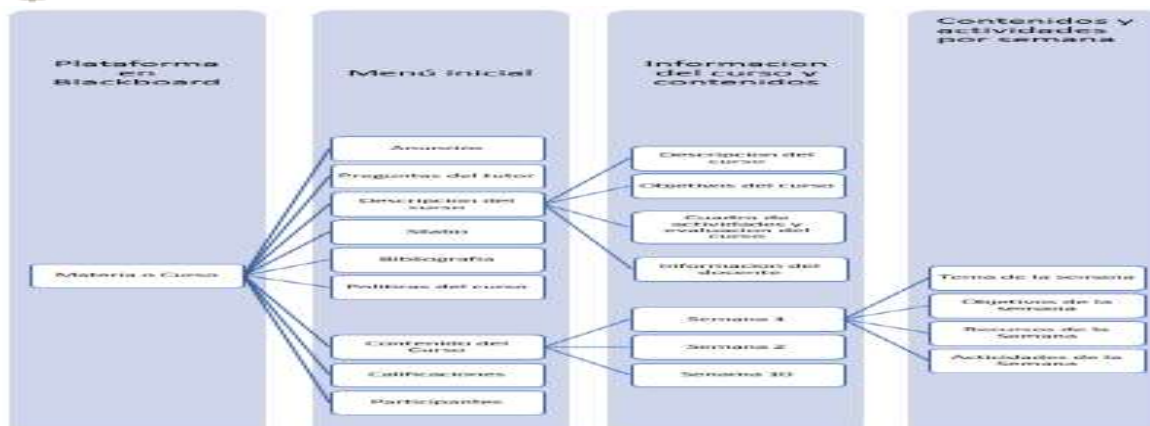 Plataforma
en
Blackboard
Menú inicial
Informacion
del curso y
contenidos
Contenidos y
actividades
por semana
Materia o Curso
Anuncios
Preguntas del tutor
Descripcion del
curso
Silabo
Bibliografia
Politicas del curso
Contenido del
Curso
Calificaciones
Participantes
Descripcion del
curso
Objetivos del curso
Cuadro de
actividades y
evaluacion del
curso
Informacion del
docente
Semana 1
Semana 2
Semana 10
Tema de la semana
Objetivos de la
semana
Recursos de la
Semana
Actividades de la
Semana